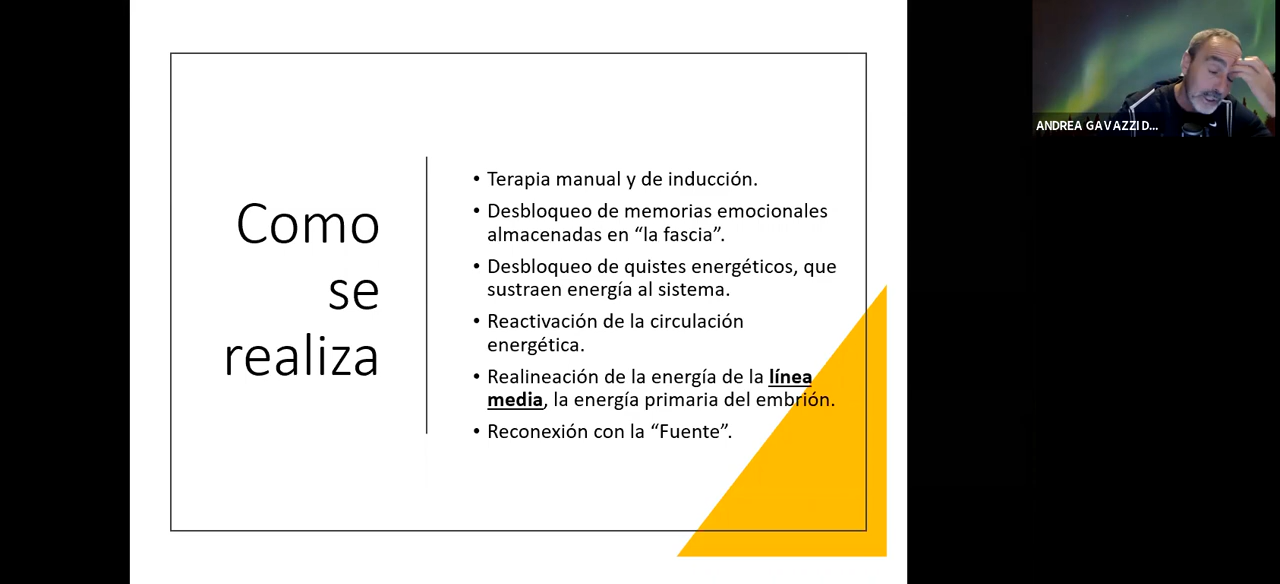 Como
se
realiza
• Terapia manual y de inducción.
• Desbloqueo de memorias emocionales
almacenadas en “la fascia”.
• Desbloqueo de quistes energéticos, que
sustraen energía al sistema.
• Reactivación de la circulación
energética.
• Realineación de la energía de la línea
media, la energía primaria del embrión.
• Reconexión con la “Fuente”.
ANDREA GAVAZZI D...